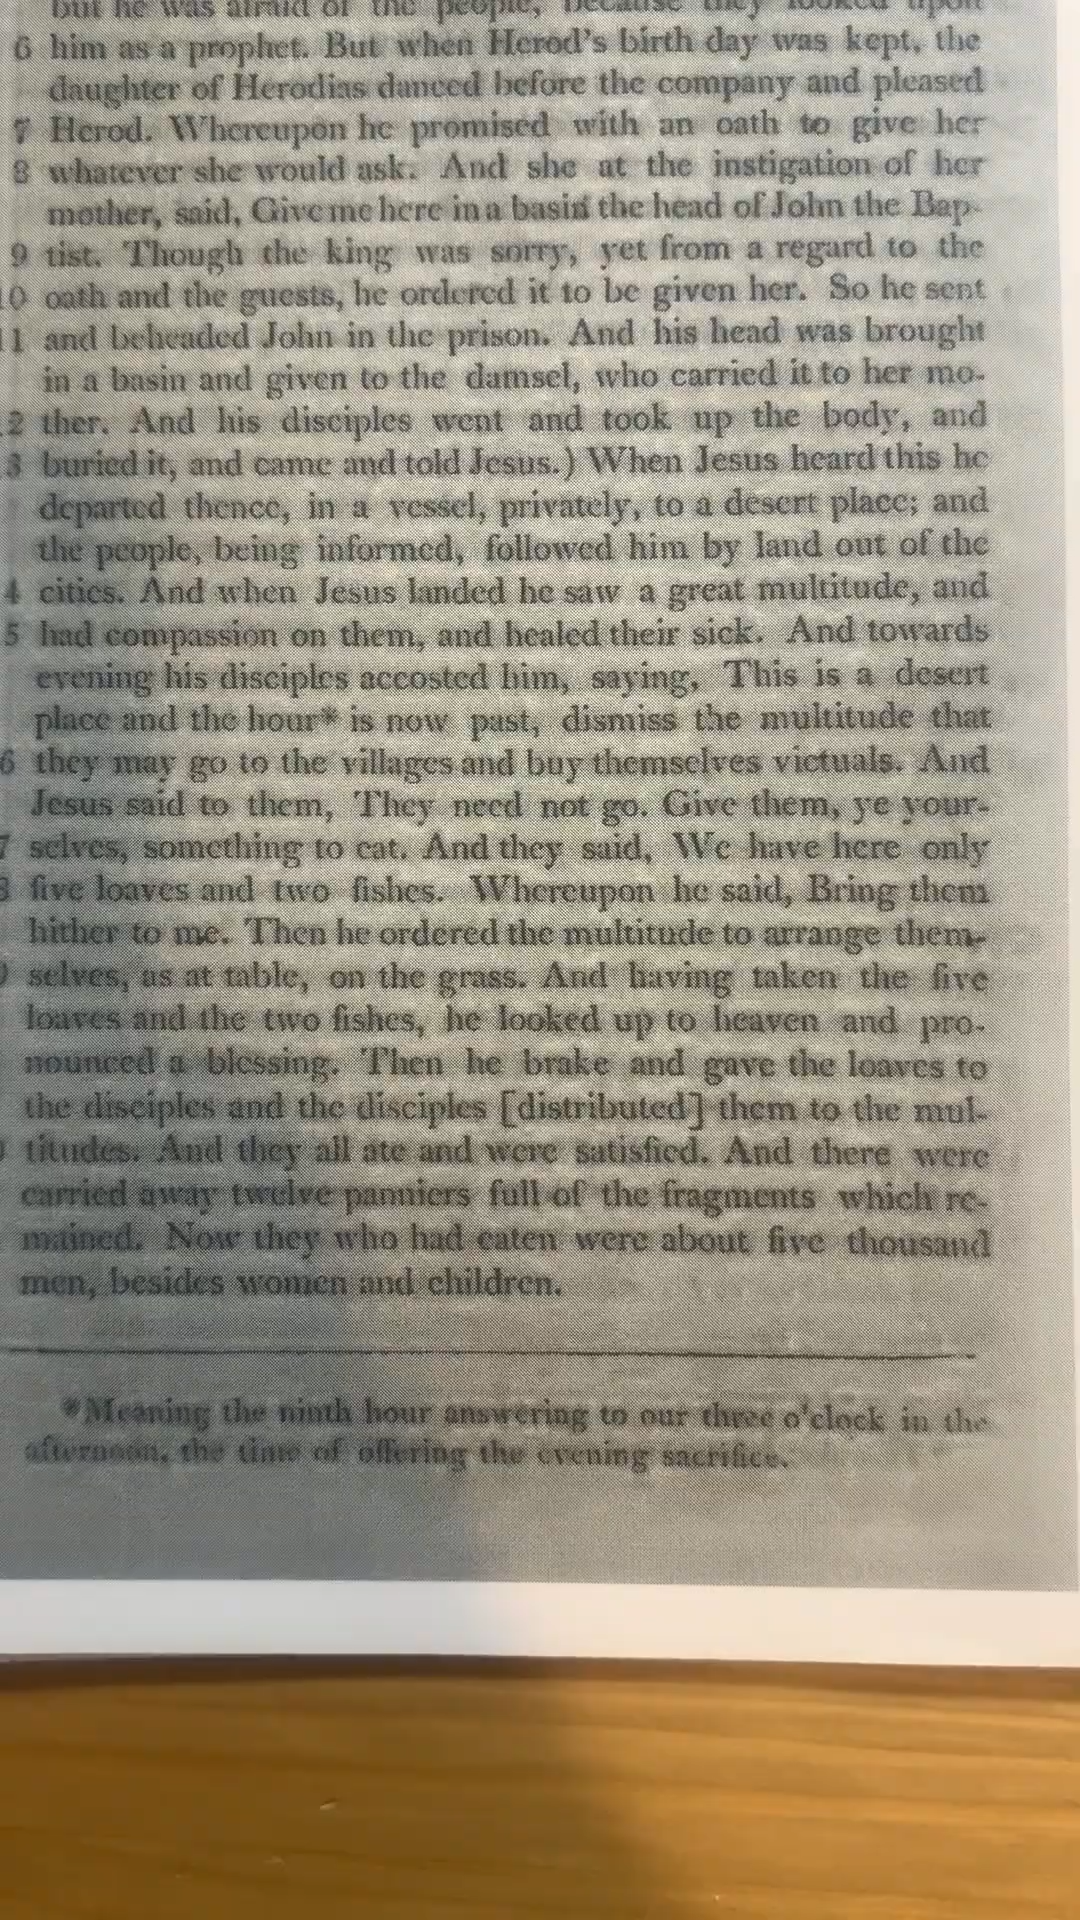 but he was afraid of the people, because they looked upon
6 him as a prophet. But when Herod's birth day was kept, the
daughter of Herodias danced before the company and pleased
7 Herod. Whereupon he promised with an oath to give her
8 whatever she would ask. And she at the instigation of her
mother, said, Give me here in a basin the head of John the Bap-
9 tist. Though the king was sorry, yet from a regard to the
10 oath and the guests, he ordered it to be given her. So he sent
11 and beheaded John in the prison. And his head was brought
in a basin and given to the damsel, who carried it to her mo-
2 ther. And his disciples went and took up the body, and
3 buried it, and came and told Jesus.) When Jesus heard this he
departed thence, in a vessel, privately, to a desert place; and
the people, being informed, followed him by land out of the
4 cities. And when Jesus landed he saw a great multitude, and
5 had compassion on them, and healed their sick. And towards
evening his disciples accosted him, saying, This is a desert
place and the hour* is now past, dismiss the multitude that
6 they may go to the villages and buy themselves victuals. And
Jesus said to them, They need not go. Give them, ye your-
7 selves, something to eat. And they said, We have here only
8 five loaves and two fishes. Whereupon he said, Bring them
hither to me. Then he ordered the multitude to arrange them-
selves, as at table, on the grass. And having taken the five
loaves and the two fishes, he looked up to heaven and pro-
nounced a blessing. Then he brake and gave the loaves to
the disciples and the disciples [distributed] them to the mul-
titudes. And they all ate and were satisfied. And there were
carried away twelve panniers full of the fragments which re-
mained. Now they who had eaten were about five thousand
men, besides women and children.
*Meaning the ninth hour answering to our three o'clock in the
afternoon, the time of offering the evening sacrifice.